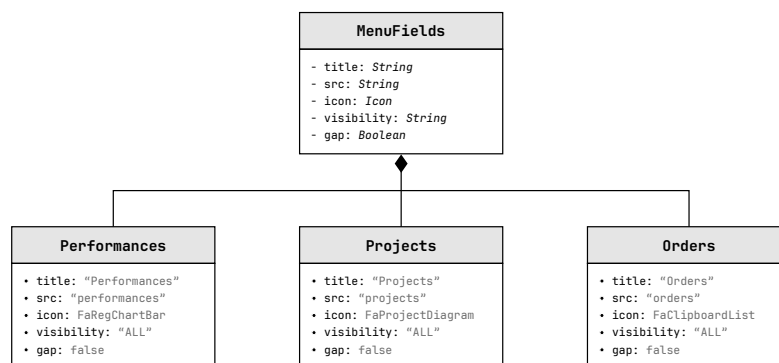 MenuFields
- title: String
- src: String
- icon: Icon
- visibility: String
- gap: Boolean
Performances
• title: “Performances”
• src: “performances”
• icon: FaRegChartBar
• visibility: “ALL”
• gap: false
Projects
• title: “Projects”
• src: “projects”
• icon: FaProjectDiagram
• visibility: “ALL”
• gap: false
Orders
• title: “Orders”
• src: “orders”
• icon: FaClipboardList
• visibility: “ALL”
• gap: false